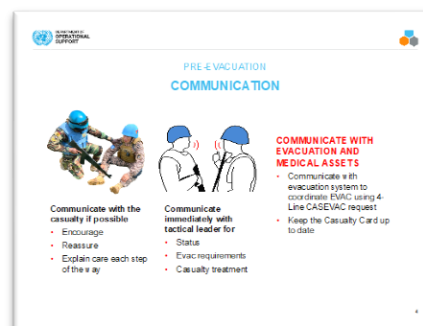 DEPARTMENT OF
OPERATIONAL
SUPPORT
PRE-EVACUATION
COMMUNICATION
Communicate with the
casualty if possible
• Encourage
• Reassure
• Explain care each step
of the way
Communicate
immediately with
tactical leader for
• Status
• Evac requirements
• Casualty treatment
COMMUNICATE WITH
EVACUATION AND
MEDICAL ASSETS
• Communicate with
evacuation system to
coordinate EVAC using 4-
Line CASEVAC request
• Keep the Casualty Card up
to date